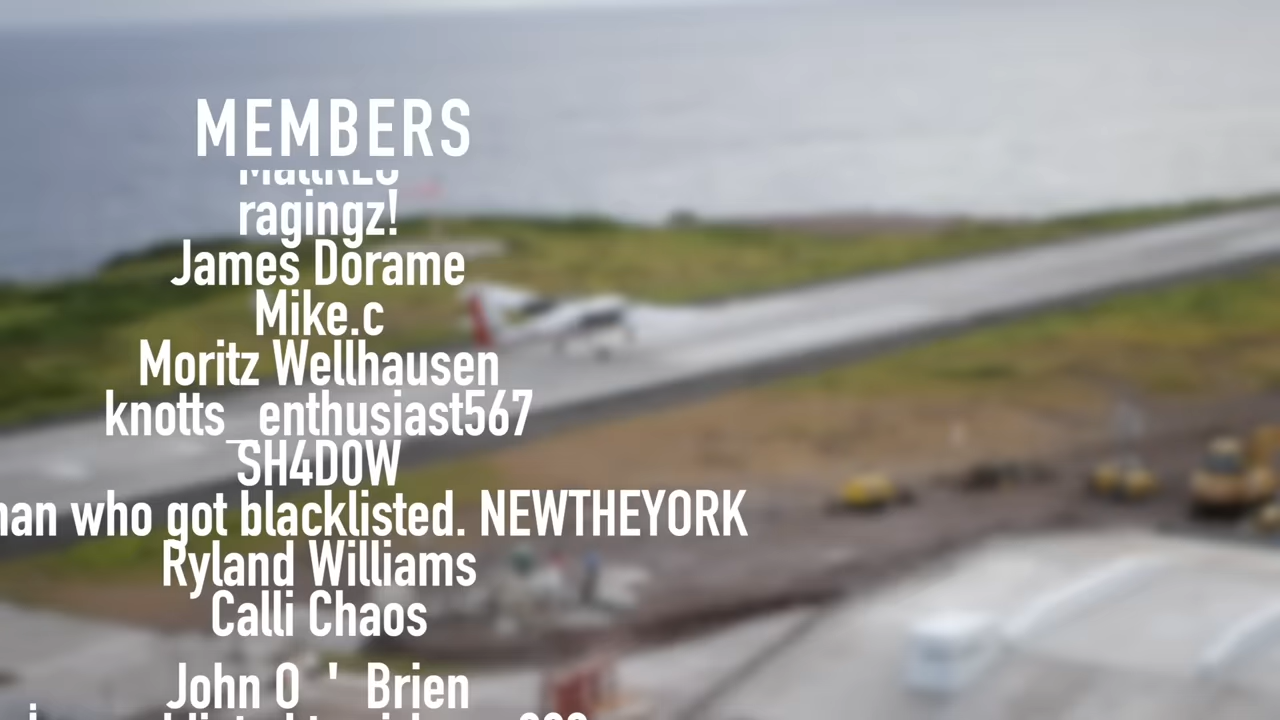 MEMBERS
ragingz!
James Dorame
Mike.c
Moritz Wellhausen
knotts_enthusiast567
SH4D0W
who got blacklisted. NEWTHEYORK
Ryland Williams
Calli Chaos
John O ' Brien